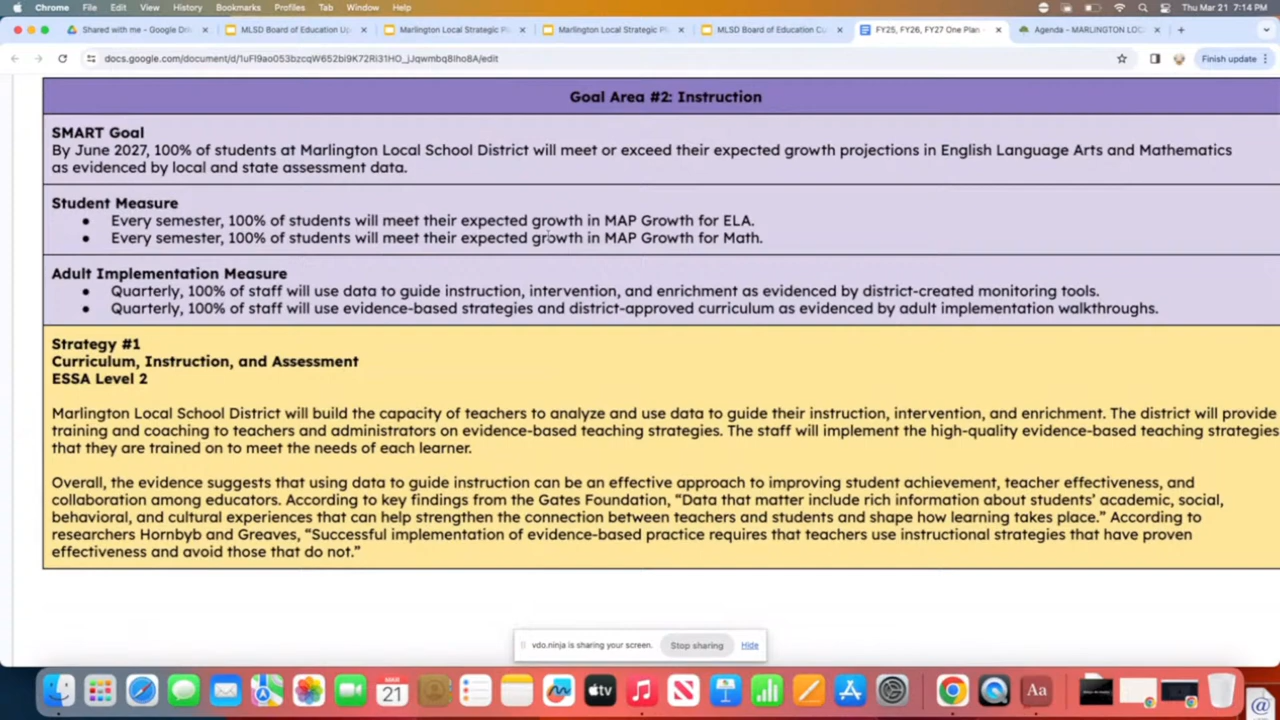 Chrome File Edit View History Bookmarks Profiles Tab Window Help Thu Mar 21 7:14 PM
Shared with me - Google Dri MLSD Board of Education Up Marlington Local Strategic P Marlington Local Strategic P MLSD Board of Education Cu FY25, FY26, FY27 One Plan - Agenda - MARLINGTON LOC
docs.google.com/document/d/ /edit Finish update
Goal Area #2: Instruction
SMART Goal
By June 2027, 100% of students at Marlington Local School District will meet or exceed their expected growth projections in English Language Arts and Mathematics
as evidenced by local and state assessment data.
Student Measure
• Every semester, 100% of students will meet their expected growth in MAP Growth for ELA.
• Every semester, 100% of students will meet their expected growth in MAP Growth for Math.
Adult Implementation Measure
• Quarterly, 100% of staff will use data to guide instruction, intervention, and enrichment as evidenced by district-created monitoring tools.
• Quarterly, 100% of staff will use evidence-based strategies and district-approved curriculum as evidenced by adult implementation walkthroughs.
Strategy #1
Curriculum, Instruction, and Assessment
ESSA Level 2
Marlington Local School District will build the capacity of teachers to analyze and use data to guide their instruction, intervention, and enrichment. The district will provide
training and coaching to teachers and administrators on evidence-based teaching strategies. The staff will implement the high-quality evidence-based teaching strategies
that they are trained on to meet the needs of each learner.
Overall, the evidence suggests that using data to guide instruction can be an effective approach to improving student achievement, teacher effectiveness, and
collaboration among educators. According to key findings from the Gates Foundation, “Data that matter include rich information about students’ academic, social,
behavioral, and cultural experiences that can help strengthen the connection between teachers and students and shape how learning takes place.” According to
researchers Hornbyb and Greaves, “Successful implementation of evidence-based practice requires that teachers use instructional strategies that have proven
effectiveness and avoid those that do not.”
vdo.ninja is sharing your screen. Stop sharing Hide
MAR
21
tv
Aa
@